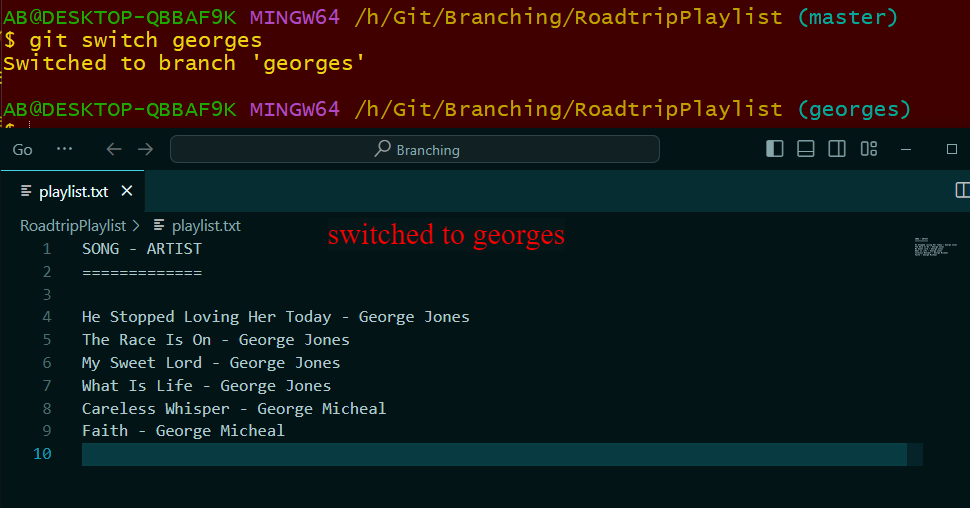 AB@DESKTOP-QBBAF9K MINGW64 /h/Git/Branching/RoadtripPlaylist (master)
$ git switch georges
Switched to branch 'georges'
AB@DESKTOP-QBBAF9K MINGW64 /h/Git/Branching/RoadtripPlaylist (georges)
$
Go ··· Branching
playlist.txt
RoadtripPlaylist > playlist.txt
switched to georges
1 SONG - ARTIST
2 =============
3
4 He Stopped Loving Her Today - George Jones
5 The Race Is On - George Jones
6 My Sweet Lord - George Jones
7 What Is Life - George Jones
8 Careless Whisper - George Micheal
9 Faith - George Micheal
10